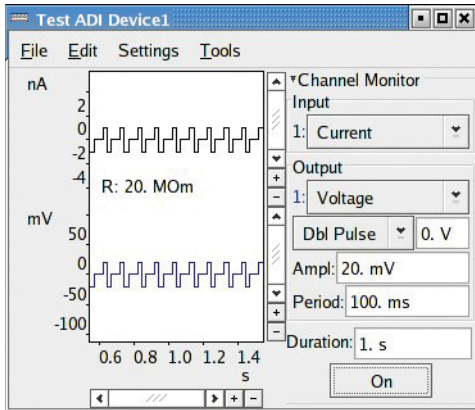 Test ADI Device1
File Edit Settings Tools
nA
2
0
-2
-4
R: 20. MOm
mV
50
0
-50
-100
0.6 0.8 1.0 1.2 1.4
s
Channel Monitor
Input
1: Current
Output
1: Voltage
Dbl Pulse 0. V
Ampl: 20. mV
Period: 100. ms
Duration: 1. s
On